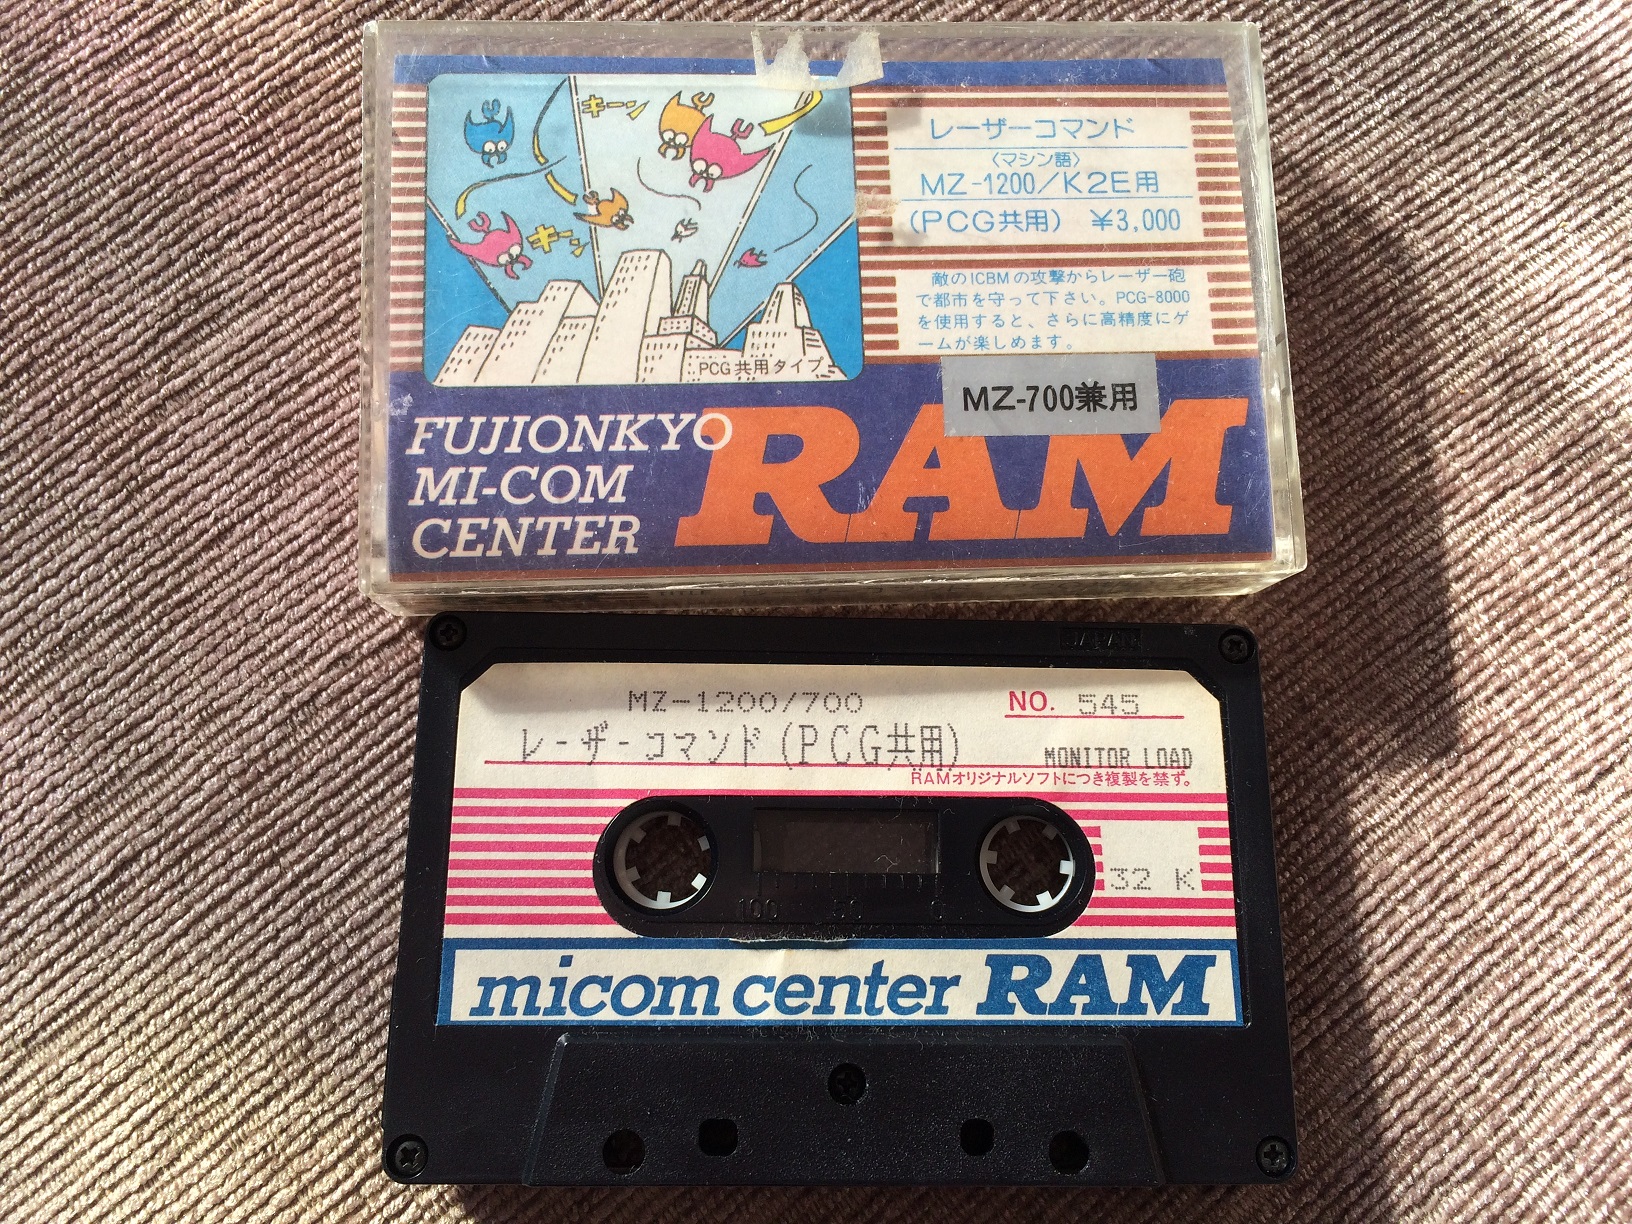 キーン
キーン
PCG共用タイプ
レーザーコマンド
〈マシン語〉
MZ-1200/K2E用
(PCG共用) ¥3,000
敵のICBMの攻撃からレーザー砲
で都市を守って下さい。PCG-8000
を使用すると、さらに高精度にゲ
ームが楽しめます。
MZ-700兼用
FUJIONKYO
MI-COM
CENTER
RAM
JAPAN
MZ-1200/700
NO. 545
レーザーコマンド(PCG共用)
MONITOR LOAD
RAMオリジナルソフトにつき複製を禁ず。
32 K
100 50 0
micom center RAM